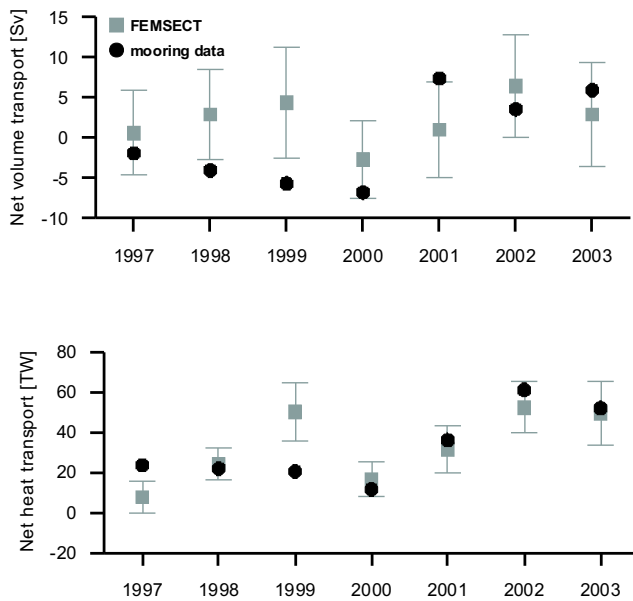 Net volume transport [Sv]
15
10
5
0
-5
-10
FEMSECT
mooring data
1997 1998 1999 2000 2001 2002 2003
Net heat transport [TW]
80
60
40
20
0
-20
1997 1998 1999 2000 2001 2002 2003